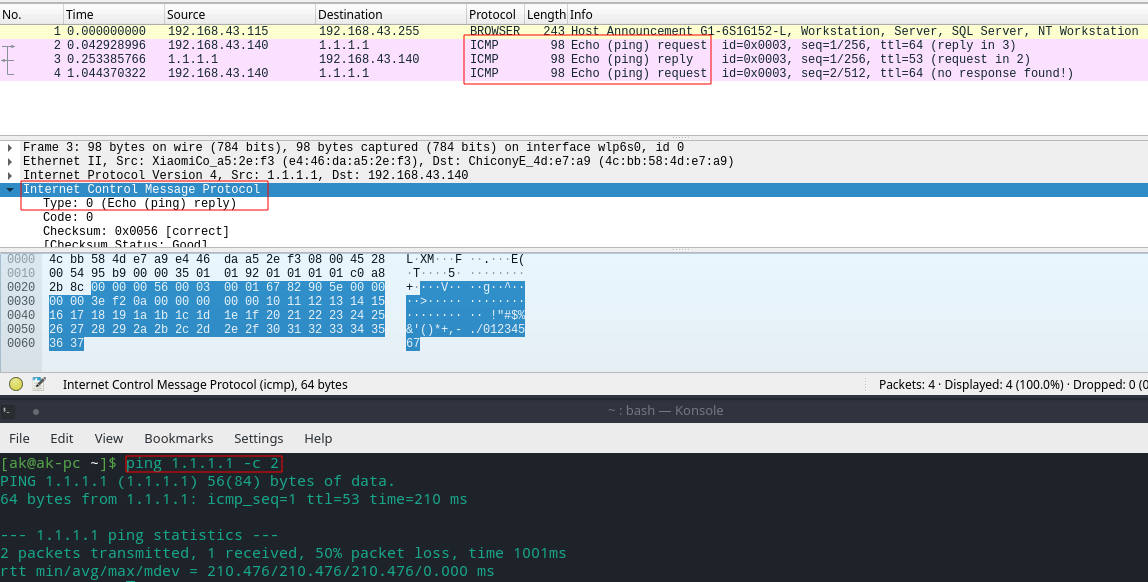 No. Time Source Destination Protocol Length Info
1 0.000000000 192.168.43.115 192.168.43.255 BROWSER 243 Host Announcement G1-6S1G152-L, Workstation, Server, SQL Server, NT Workstation
2 0.042928996 192.168.43.140 1.1.1.1 ICMP 98 Echo (ping) request id=0x0003, seq=1/256, ttl=64 (reply in 3)
3 0.253385766 1.1.1.1 192.168.43.140 ICMP 98 Echo (ping) reply id=0x0003, seq=1/256, ttl=53 (request in 2)
4 1.044370322 192.168.43.140 1.1.1.1 ICMP 98 Echo (ping) request id=0x0003, seq=2/512, ttl=64 (no response found!)
Frame 3: 98 bytes on wire (784 bits), 98 bytes captured (784 bits) on interface wlp6s0, id 0
Ethernet II, Src: XiaomiCo_a5:2e:f3 (e4:46:da:a5:2e:f3), Dst: ChiconyE_4d:e7:a9 (4c:bb:58:4d:e7:a9)
Internet Protocol Version 4, Src: 1.1.1.1, Dst: 192.168.43.140
Internet Control Message Protocol
Type: 0 (Echo (ping) reply)
Code: 0
Checksum: 0x0056 [correct]
[Checksum Status: Good]
0000 4c bb 58 4d e7 a9 e4 46 da a5 2e f3 08 00 45 28 L·XM···F ··.···E(
0010 00 54 95 b9 00 00 35 01 01 92 01 01 01 01 c0 a8 ·T····5· ········
0020 2b 8c 00 00 00 56 00 03 00 01 67 82 90 5e 00 00 +····V·· ··g··^··
0030 00 00 3e f2 0a 00 00 00 00 00 10 11 12 13 14 15 ··>····· ········
0040 16 17 18 19 1a 1b 1c 1d 1e 1f 20 21 22 23 24 25 ········ ·· !"#$%
0050 26 27 28 29 2a 2b 2c 2d 2e 2f 30 31 32 33 34 35 &'()*+,- ./012345
0060 36 37 67
Internet Control Message Protocol (icmp), 64 bytes Packets: 4 · Displayed: 4 (100.0%) · Dropped: 0 (0
~ : bash — Konsole
File Edit View Bookmarks Settings Help
[ak@ak-pc ~]$ ping 1.1.1.1 -c 2
PING 1.1.1.1 (1.1.1.1) 56(84) bytes of data.
64 bytes from 1.1.1.1: icmp_seq=1 ttl=53 time=210 ms
--- 1.1.1.1 ping statistics ---
2 packets transmitted, 1 received, 50% packet loss, time 1001ms
rtt min/avg/max/mdev = 210.476/210.476/210.476/0.000 ms